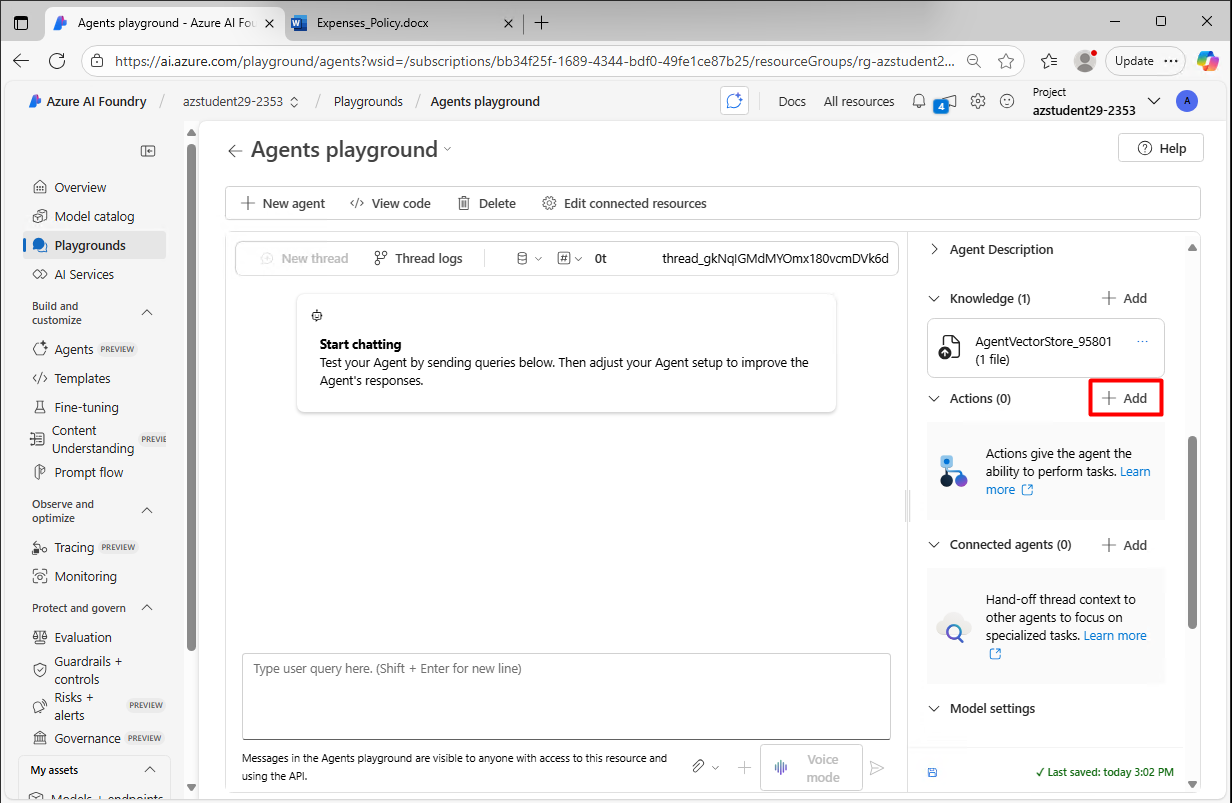 Agents playground - Azure AI Fou
Expenses_Policy.docx
https://ai.azure.com/playground/agents?wsid=/subscriptions/bb34f25f-1689-4344-bdf0-49fe1ce87b25/resourceGroups/rg-azstudent2...
Update
Azure AI Foundry / azstudent29-2353 / Playgrounds / Agents playground
Docs
All resources
4
Project
azstudent29-2353
A
Agents playground
Help
Overview
Model catalog
Playgrounds
AI Services
Build and
customize
Agents PREVIEW
Templates
Fine-tuning
Content
Understanding PREVIE
Prompt flow
Observe and
optimize
Tracing PREVIEW
Monitoring
Protect and govern
Evaluation
Guardrails +
controls
Risks +
alerts PREVIEW
Governance PREVIEW
My assets
Models + endpoints
New agent
View code
Delete
Edit connected resources
New thread
Thread logs
0t
thread_gkNqIGMdMYOmx180vcmDVk6d
Start chatting
Test your Agent by sending queries below. Then adjust your Agent setup to improve the
Agent's responses.
Type user query here. (Shift + Enter for new line)
Messages in the Agents playground are visible to anyone with access to this resource and
using the API.
Voice
mode
Agent Description
Knowledge (1)
Add
AgentVectorStore_95801
(1 file)
Actions (0)
Add
Actions give the agent the
ability to perform tasks. Learn
more
Connected agents (0)
Add
Hand-off thread context to
other agents to focus on
specialized tasks. Learn more
Model settings
✓ Last saved: today 3:02 PM